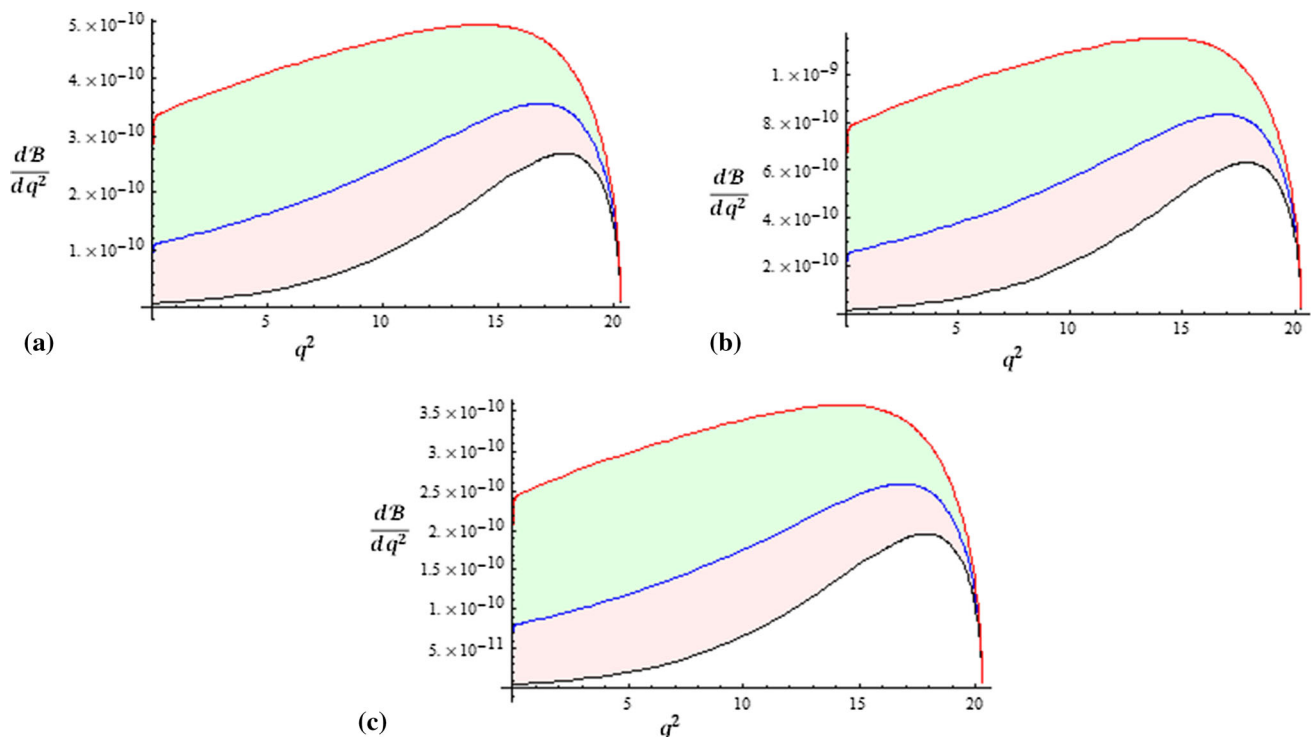 5.×10⁻¹⁰
4.×10⁻¹⁰
3.×10⁻¹⁰
2.×10⁻¹⁰
1.×10⁻¹⁰
dB
dq²
5 10 15 20
q²
(a)
1.×10⁻⁹
8.×10⁻¹⁰
6.×10⁻¹⁰
4.×10⁻¹⁰
2.×10⁻¹⁰
dB
dq²
5 10 15 20
q²
(b)
3.5×10⁻¹⁰
3.×10⁻¹⁰
2.5×10⁻¹⁰
2.×10⁻¹⁰
1.5×10⁻¹⁰
1.×10⁻¹⁰
5.×10⁻¹¹
dB
dq²
5 10 15 20
q²
(c)